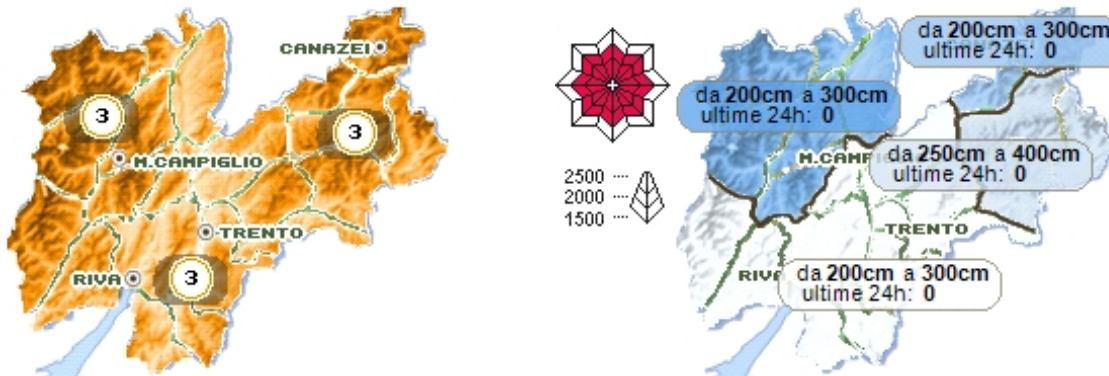 CANAZEI
3
3
M.CAMPIGLIO
TRENTO
RIVA
3
2500
2000
1500
da 200cm a 300cm
ultime 24h: 0
da 200cm a 300cm
ultime 24h: 0
M.CAMPI
da 250cm a 400cm
ultime 24h: 0
TRENTO
RIVA
da 200cm a 300cm
ultime 24h: 0